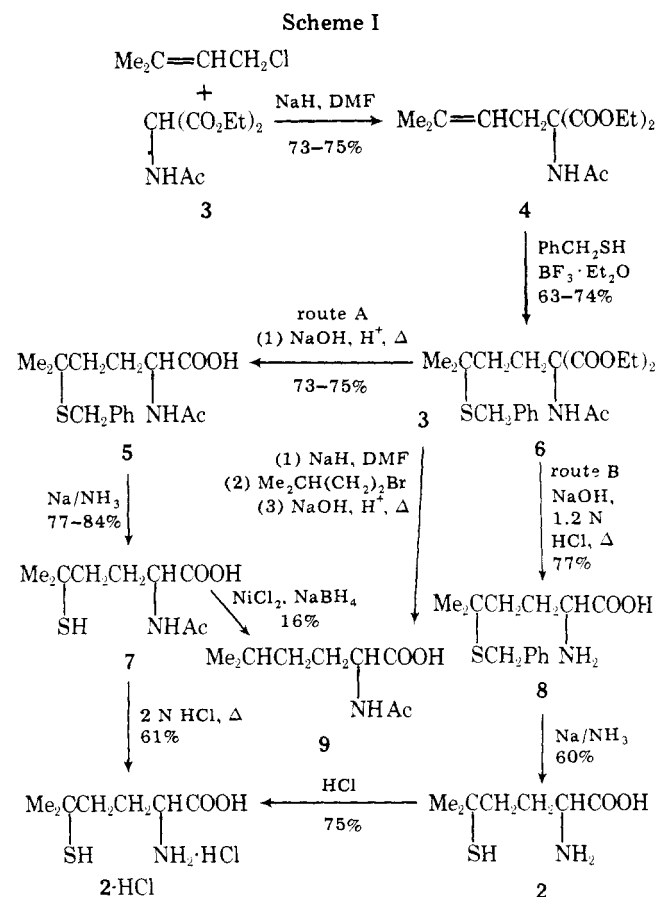 Scheme I
Me₂C=CHCH₂Cl
+
CH(CO₂Et)₂
NHAc
3
NaH, DMF
73–75%
Me₂C=CHCH₂C(COOEt)₂
NHAc
4
PhCH₂SH
BF₃·Et₂O
63–74%
route A
(1) NaOH, H⁺, Δ
73–75%
Me₂CCH₂CH₂CHCOOH
SCH₂Ph NHAc
5
Me₂CCH₂CH₂C(COOEt)₂
SCH₂Ph NHAc
6
3
(1) NaH, DMF
(2) Me₂CH(CH₂)₂Br
(3) NaOH, H⁺, Δ
route B
NaOH,
1.2 N
HCl, Δ
77%
Na/NH₃
77–84%
Me₂CCH₂CH₂CHCOOH
SH NHAc
7
NiCl₂, NaBH₄
16%
Me₂CHCH₂CH₂CHCOOH
NHAc
9
Me₂CCH₂CH₂CHCOOH
SCH₂Ph NH₂
8
2 N HCl, Δ
61%
Na/NH₃
60%
Me₂CCH₂CH₂CHCOOH
SH NH₂·HCl
2·HCl
HCl
75%
Me₂CCH₂CH₂CHCOOH
SH NH₂
2